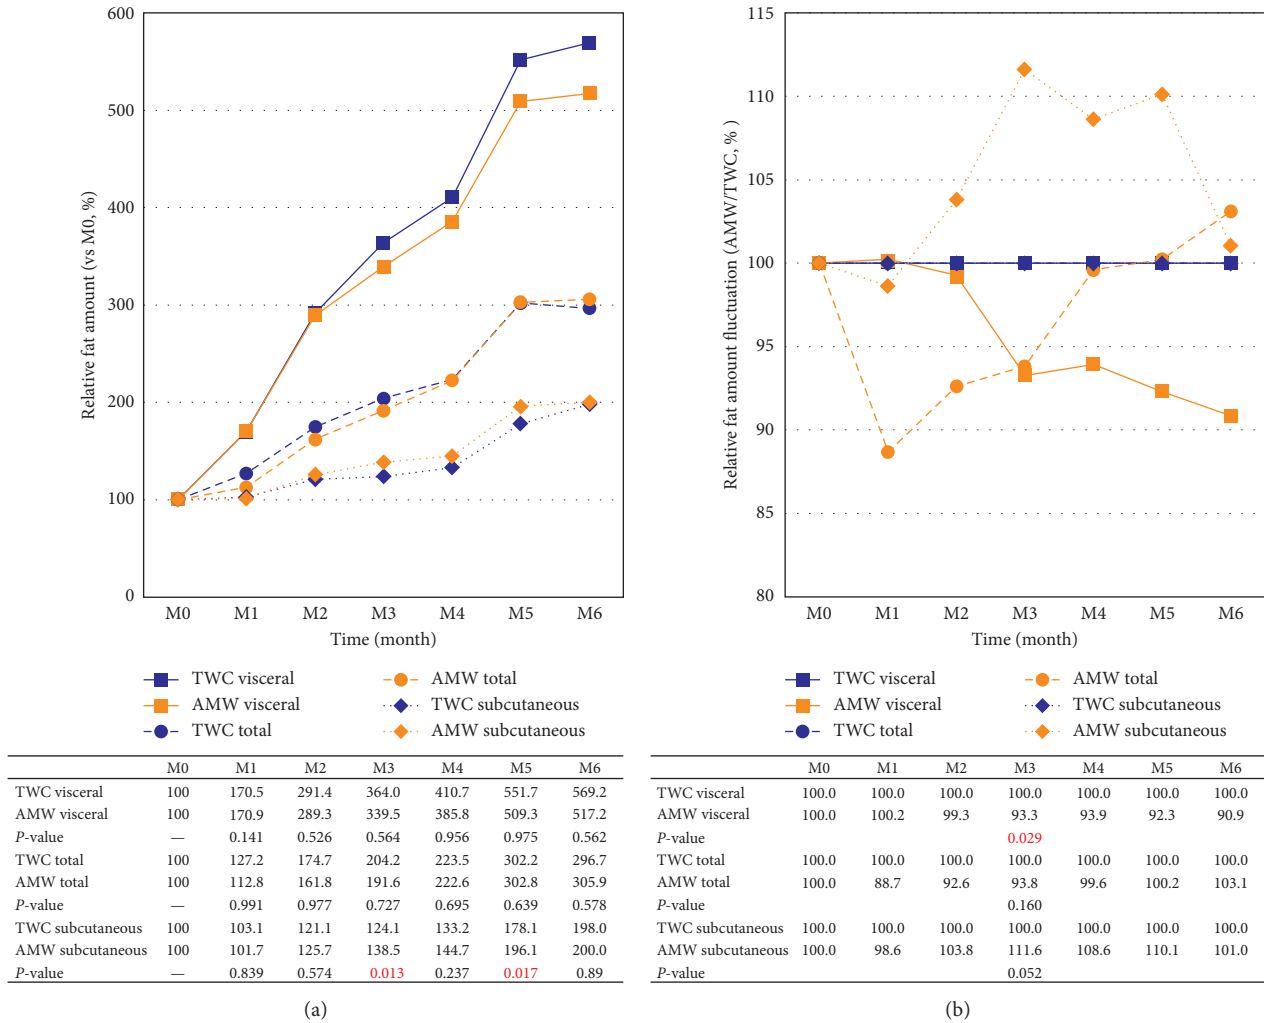 600
500
400
300
200
100
0
Relative fat amount (vs M0, %)
M0 M1 M2 M3 M4 M5 M6
Time (month)
TWC visceral
AMW visceral
TWC total
AMW total
TWC subcutaneous
AMW subcutaneous
M0 M1 M2 M3 M4 M5 M6
TWC visceral 100 170.5 291.4 364.0 410.7 551.7 569.2
AMW visceral 100 170.9 289.3 339.5 385.8 509.3 517.2
P-value — 0.141 0.526 0.564 0.956 0.975 0.562
TWC total 100 127.2 174.7 204.2 223.5 302.2 296.7
AMW total 100 112.8 161.8 191.6 222.6 302.8 305.9
P-value — 0.991 0.977 0.727 0.695 0.639 0.578
TWC subcutaneous 100 103.1 121.1 124.1 133.2 178.1 198.0
AMW subcutaneous 100 101.7 125.7 138.5 144.7 196.1 200.0
P-value — 0.839 0.574 0.013 0.237 0.017 0.89
(a)
115
110
105
100
95
90
85
80
Relative fat amount fluctuation (AMW/TWC, % )
M0 M1 M2 M3 M4 M5 M6
Time (month)
TWC visceral
AMW visceral
TWC total
AMW total
TWC subcutaneous
AMW subcutaneous
M0 M1 M2 M3 M4 M5 M6
TWC visceral 100.0 100.0 100.0 100.0 100.0 100.0 100.0
AMW visceral 100.0 100.2 99.3 93.3 93.9 92.3 90.9
P-value 0.029
TWC total 100.0 100.0 100.0 100.0 100.0 100.0 100.0
AMW total 100.0 88.7 92.6 93.8 99.6 100.2 103.1
P-value 0.160
TWC subcutaneous 100.0 100.0 100.0 100.0 100.0 100.0 100.0
AMW subcutaneous 100.0 98.6 103.8 111.6 108.6 110.1 101.0
P-value 0.052
(b)